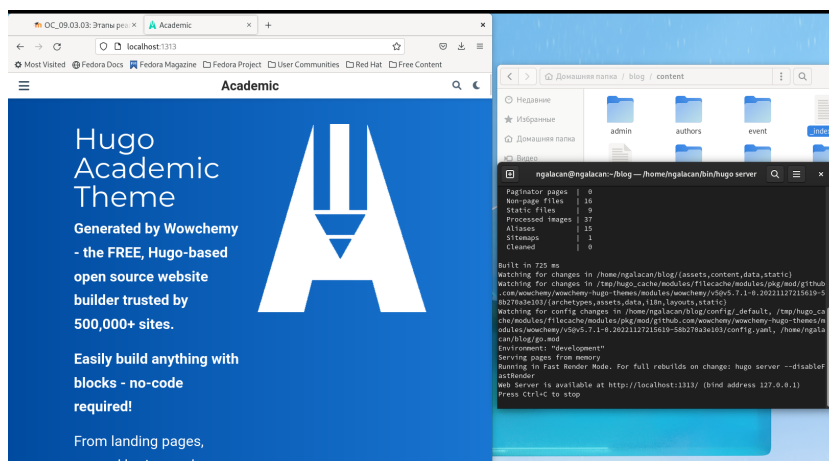 ОС_09.03.03: Этапы реа
Academic
localhost:1313
Most Visited
Fedora Docs
Fedora Magazine
Fedora Project
User Communities
Red Hat
Free Content
Academic
Hugo
Academic
Theme
Generated by Wowchemy
- the FREE, Hugo-based
open source website
builder trusted by
500,000+ sites.
Easily build anything with
blocks - no-code
required!
From landing pages,
Домашняя папка / blog / content
Недавние
Избранные
Домашняя папка
Видео
admin
authors
event
_inde
ngalacan@ngalacan:~/blog — /home/ngalacan/bin/hugo server
Paginator pages | 0
Non-page files | 16
Static files | 9
Processed images | 37
Aliases | 15
Sitemaps | 1
Cleaned | 0
Built in 725 ms
Watching for changes in /home/ngalacan/blog/{assets,content,data,static}
Watching for changes in /tmp/hugo_cache/modules/filecache/modules/pkg/mod/github
.com/wowchemy/wowchemy-hugo-themes/modules/wowchemy/v5@v5.7.1-0.20221127215619-5
8b270a3e103/{archetypes,assets,data,i18n,layouts,static}
Watching for config changes in /home/ngalacan/blog/config/_default, /tmp/hugo_ca
che/modules/filecache/modules/pkg/mod/github.com/wowchemy/wowchemy-hugo-themes/m
odules/wowchemy/v5@v5.7.1-0.20221127215619-58b270a3e103/config.yaml, /home/ngala
can/blog/go.mod
Environment: "development"
Serving pages from memory
Running in Fast Render Mode. For full rebuilds on change: hugo server --disableF
astRender
Web Server is available at http://localhost:1313/ (bind address 127.0.0.1)
Press Ctrl+C to stop